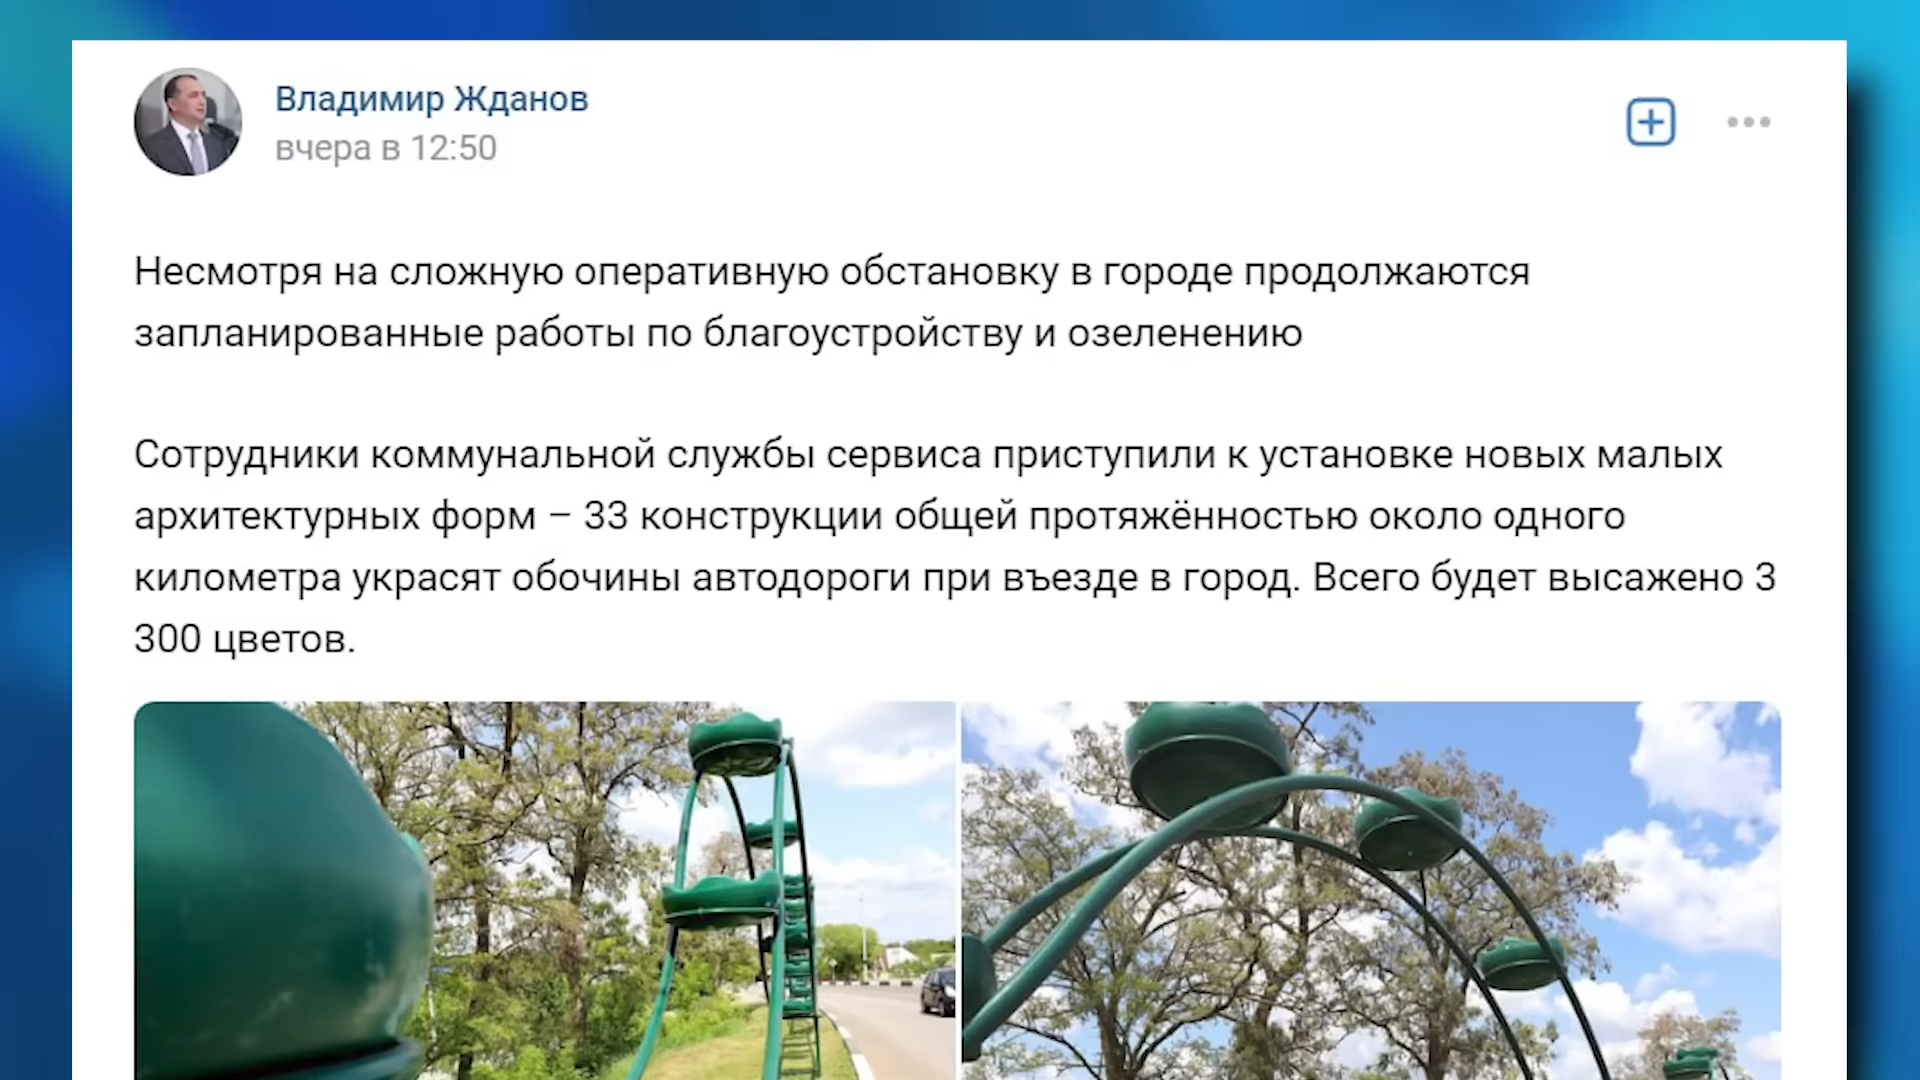 Владимир Жданов
вчера в 12:50
Несмотря на сложную оперативную обстановку в городе продолжаются
запланированные работы по благоустройству и озеленению
Сотрудники коммунальной службы сервиса приступили к установке новых малых
архитектурных форм – 33 конструкции общей протяжённостью около одного
километра украсят обочины автодороги при въезде в город. Всего будет высажено 3
300 цветов.